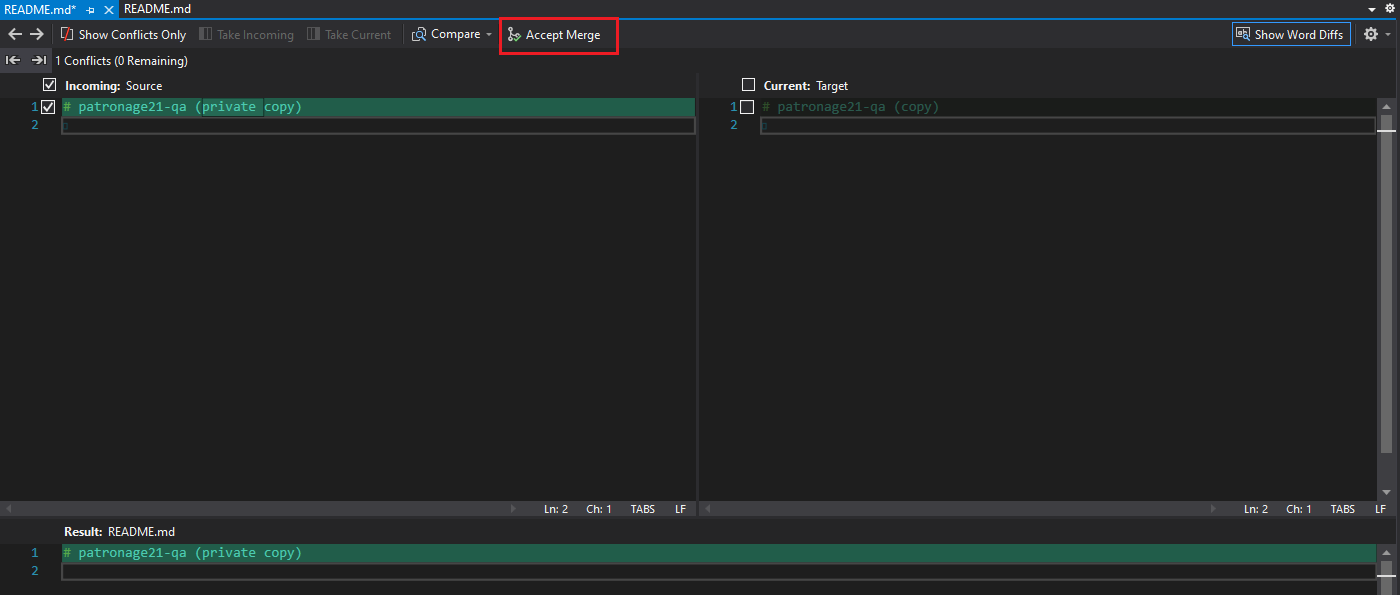 README.md* README.md
Show Conflicts Only Take Incoming Take Current Compare Accept Merge Show Word Diffs
1 Conflicts (0 Remaining)
Incoming: Source
1 # patronage21-qa (private copy)
2
Current: Target
1 # patronage21-qa (copy)
2
Ln: 2 Ch: 1 TABS LF
Ln: 2 Ch: 1 TABS LF
Result: README.md
1 # patronage21-qa (private copy)
2